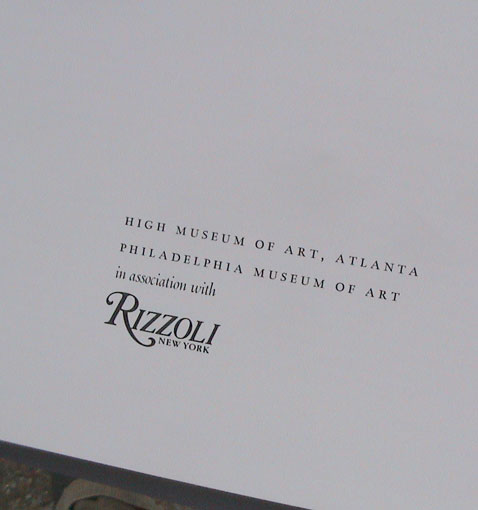 HIGH MUSEUM OF ART, ATLANTA
PHILADELPHIA MUSEUM OF ART
in association with
RIZZOLI
NEW YORK